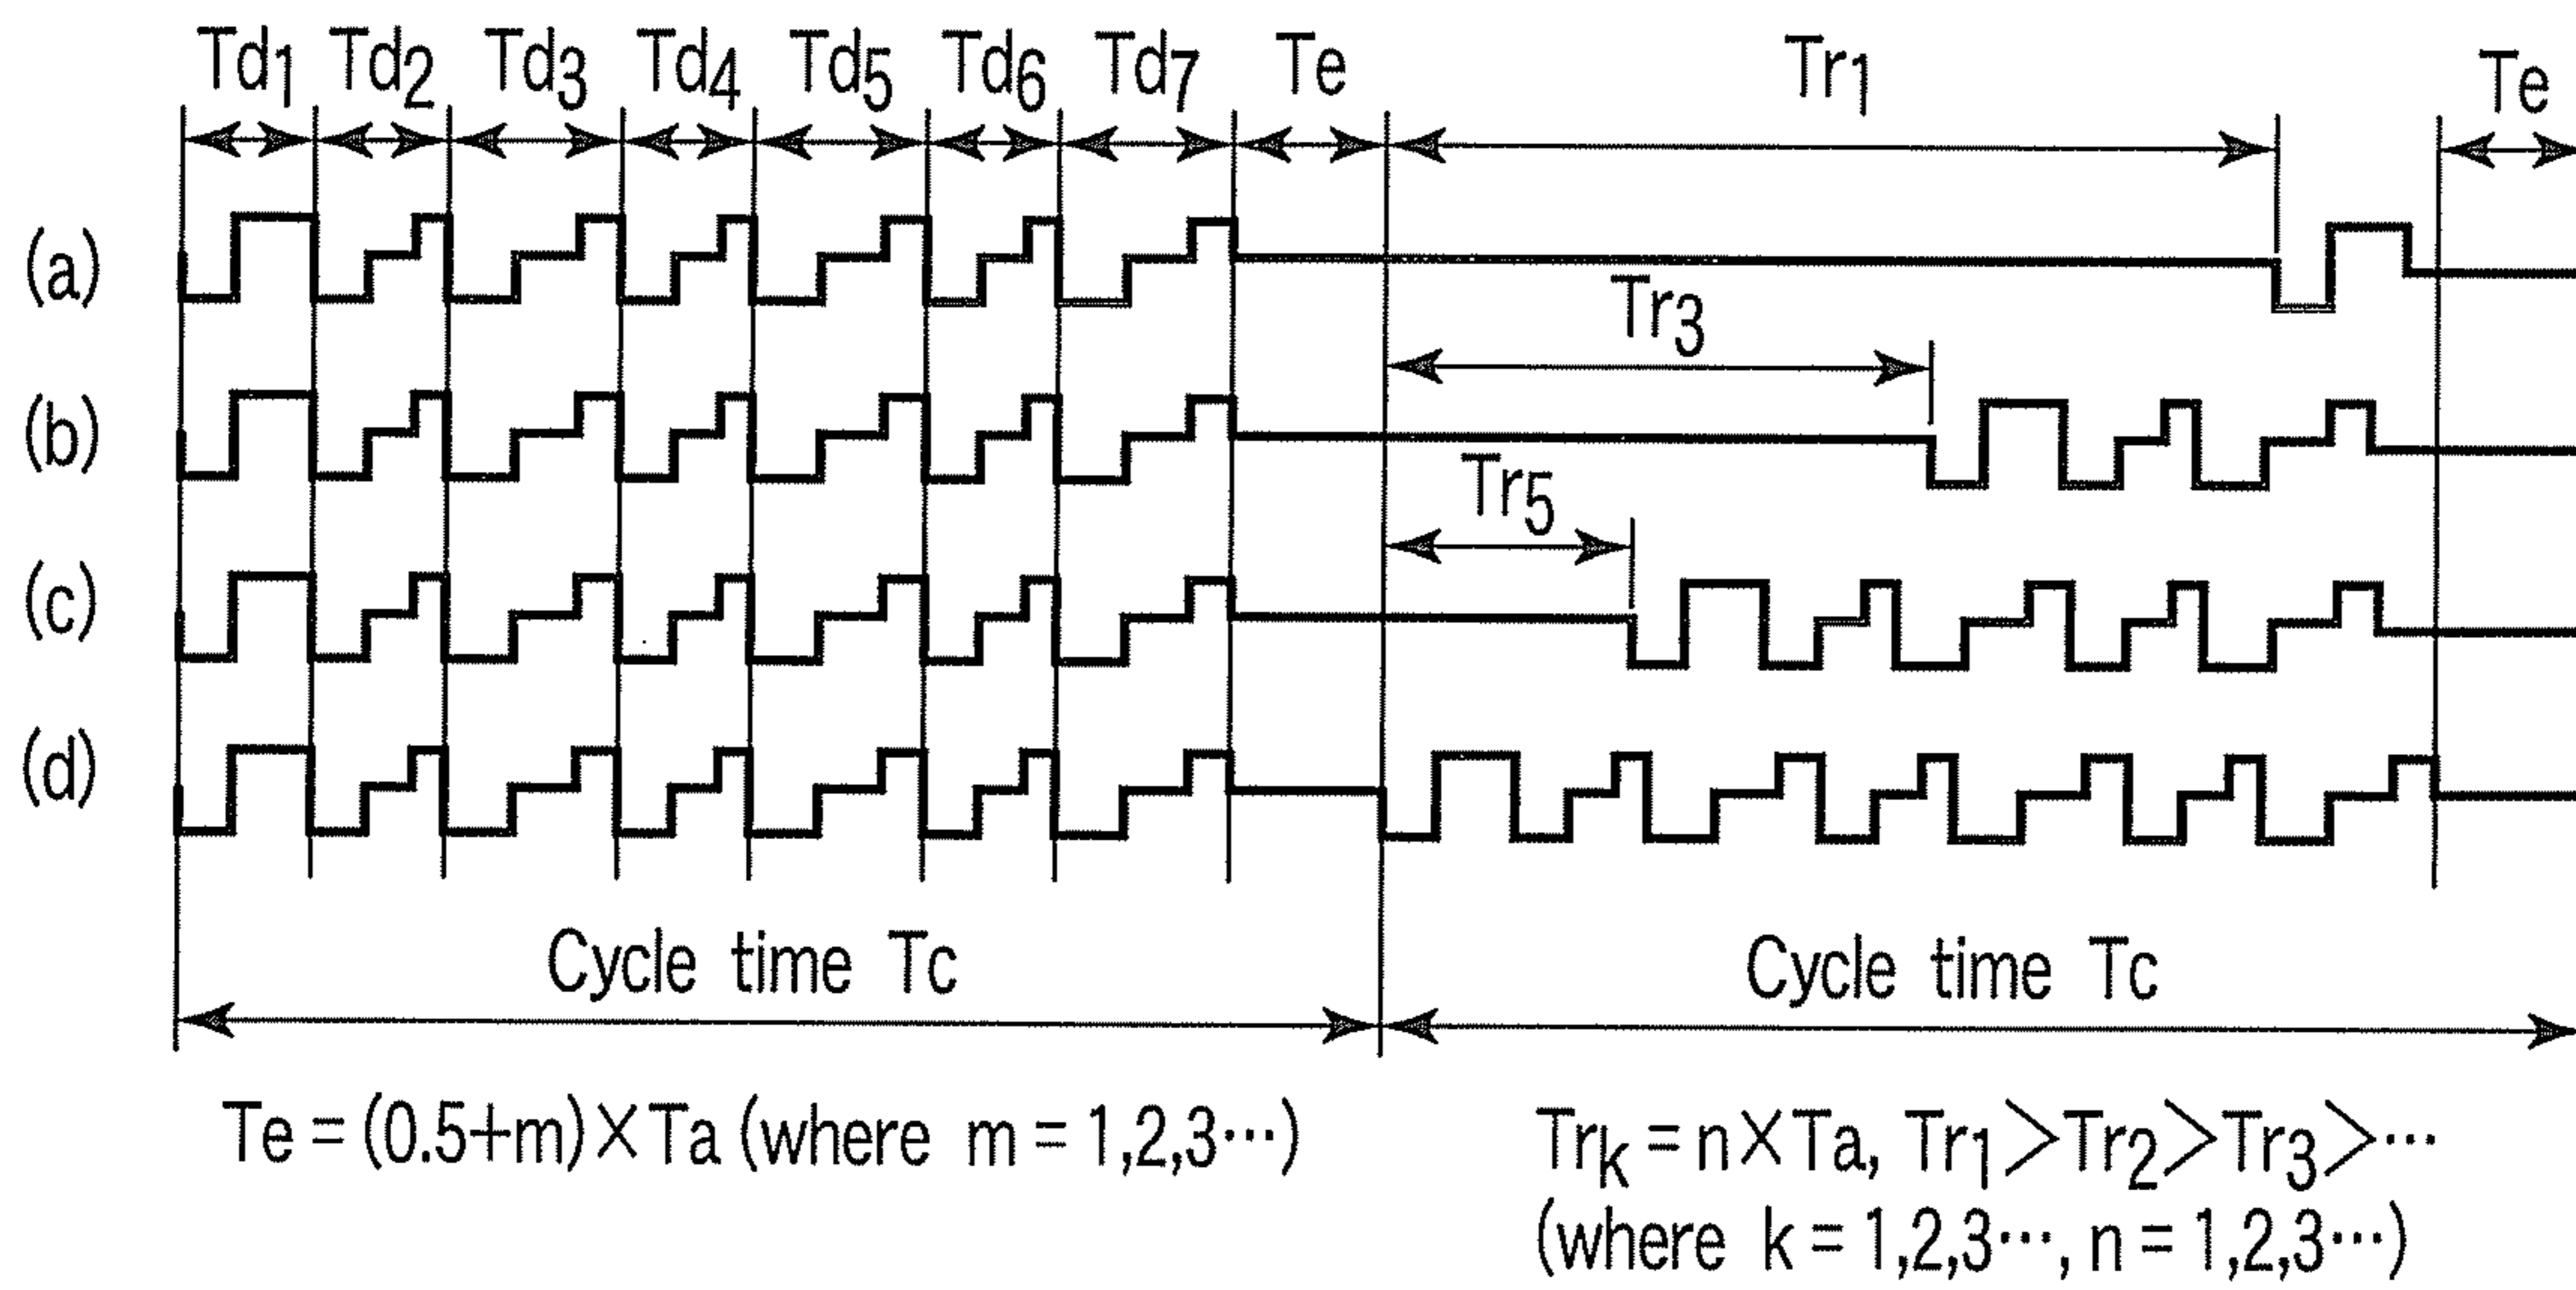 Td1 Td2 Td3 Td4 Td5 Td6 Td7 Te Tr1 Te
(a)
Tr3
(b)
Tr5
(c)
(d)
Cycle time Tc Cycle time Tc
Te = (0.5+m)×Ta (where m = 1,2,3···)
Trk = n×Ta, Tr1>Tr2>Tr3>···
(where k = 1,2,3···, n = 1,2,3···)